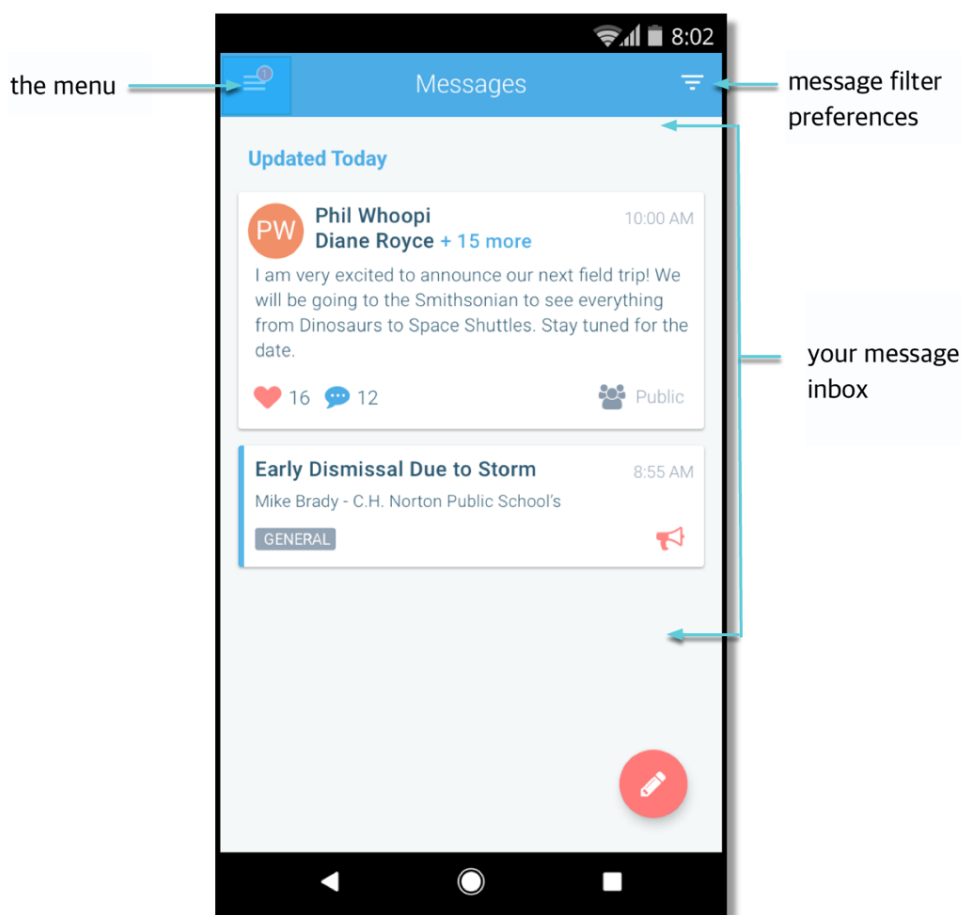 8:02
the menu
1
Messages
message filter
preferences
Updated Today
PW
Phil Whoopi
10:00 AM
Diane Royce + 15 more
I am very excited to announce our next field trip! We
will be going to the Smithsonian to see everything
from Dinosaurs to Space Shuttles. Stay tuned for the
date.
16
12
Public
your message
inbox
Early Dismissal Due to Storm
8:55 AM
Mike Brady - C.H. Norton Public School's
GENERAL